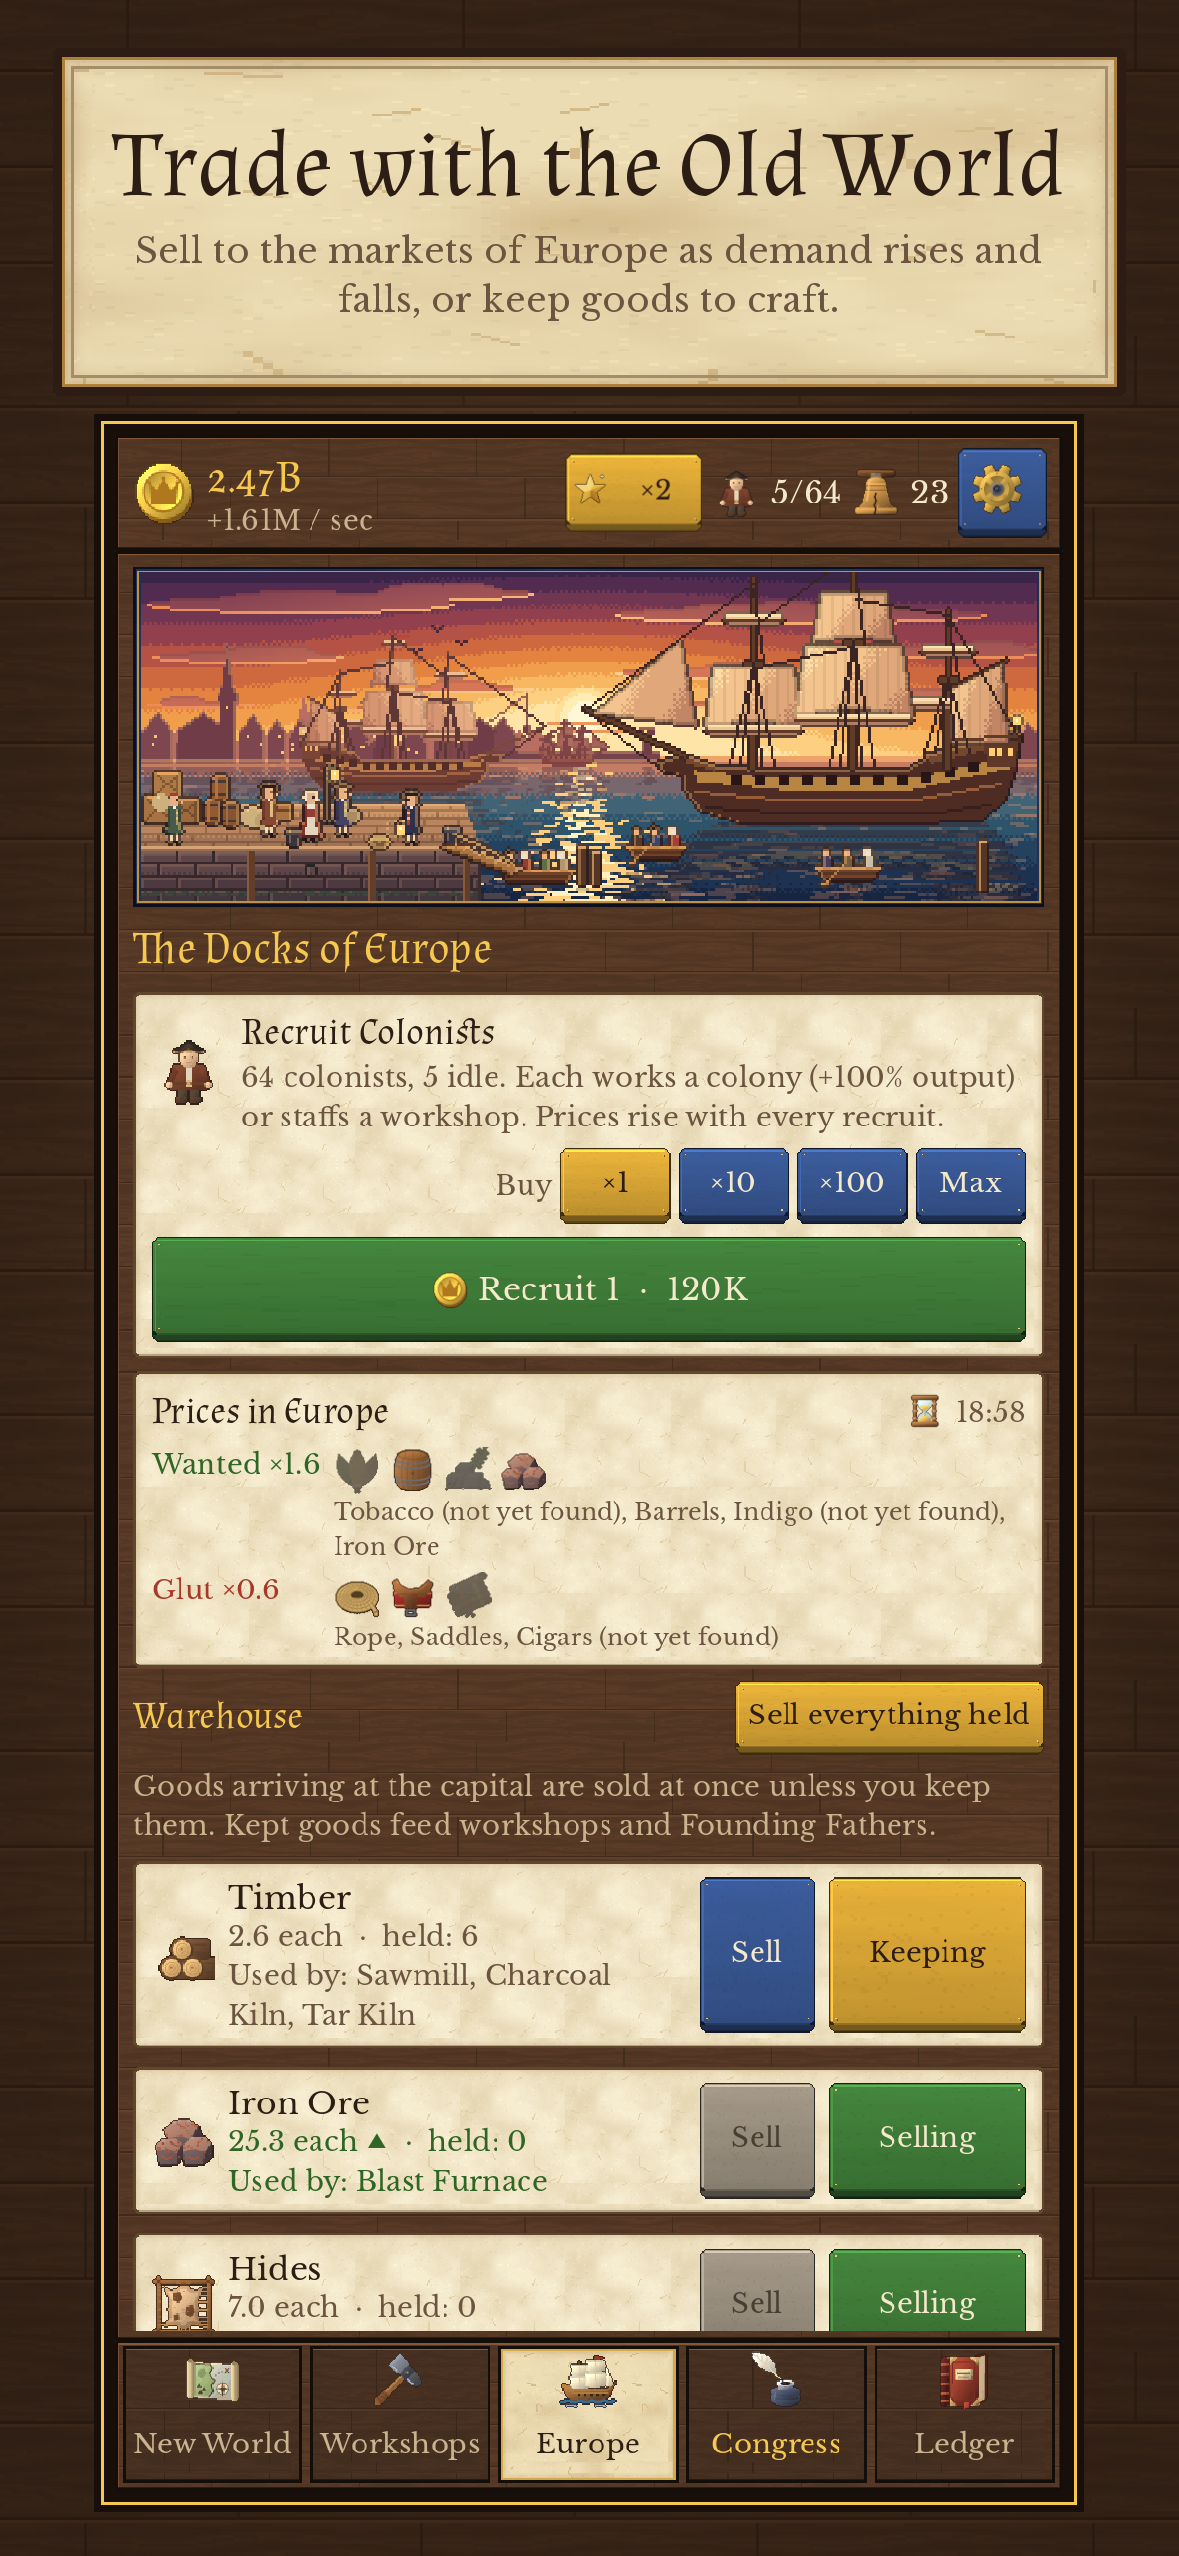 Trade with the Old World
Sell to the markets of Europe as demand rises and
falls, or keep goods to craft.
2.47B
+1.61M / sec
×2
5/64
23
The Docks of Europe
Recruit Colonists
64 colonists, 5 idle. Each works a colony (+100% output)
or staffs a workshop. Prices rise with every recruit.
Buy
×1
×10
×100
Max
Recruit 1 · 120K
Prices in Europe
18:58
Wanted ×1.6
Tobacco (not yet found), Barrels, Indigo (not yet found),
Iron Ore
Glut ×0.6
Rope, Saddles, Cigars (not yet found)
Warehouse
Sell everything held
Goods arriving at the capital are sold at once unless you keep
them. Kept goods feed workshops and Founding Fathers.
Timber
2.6 each · held: 6
Used by: Sawmill, Charcoal
Kiln, Tar Kiln
Sell
Keeping
Iron Ore
25.3 each ▲ · held: 0
Used by: Blast Furnace
Sell
Selling
Hides
7.0 each · held: 0
Sell
Selling
New World
Workshops
Europe
Congress
Ledger